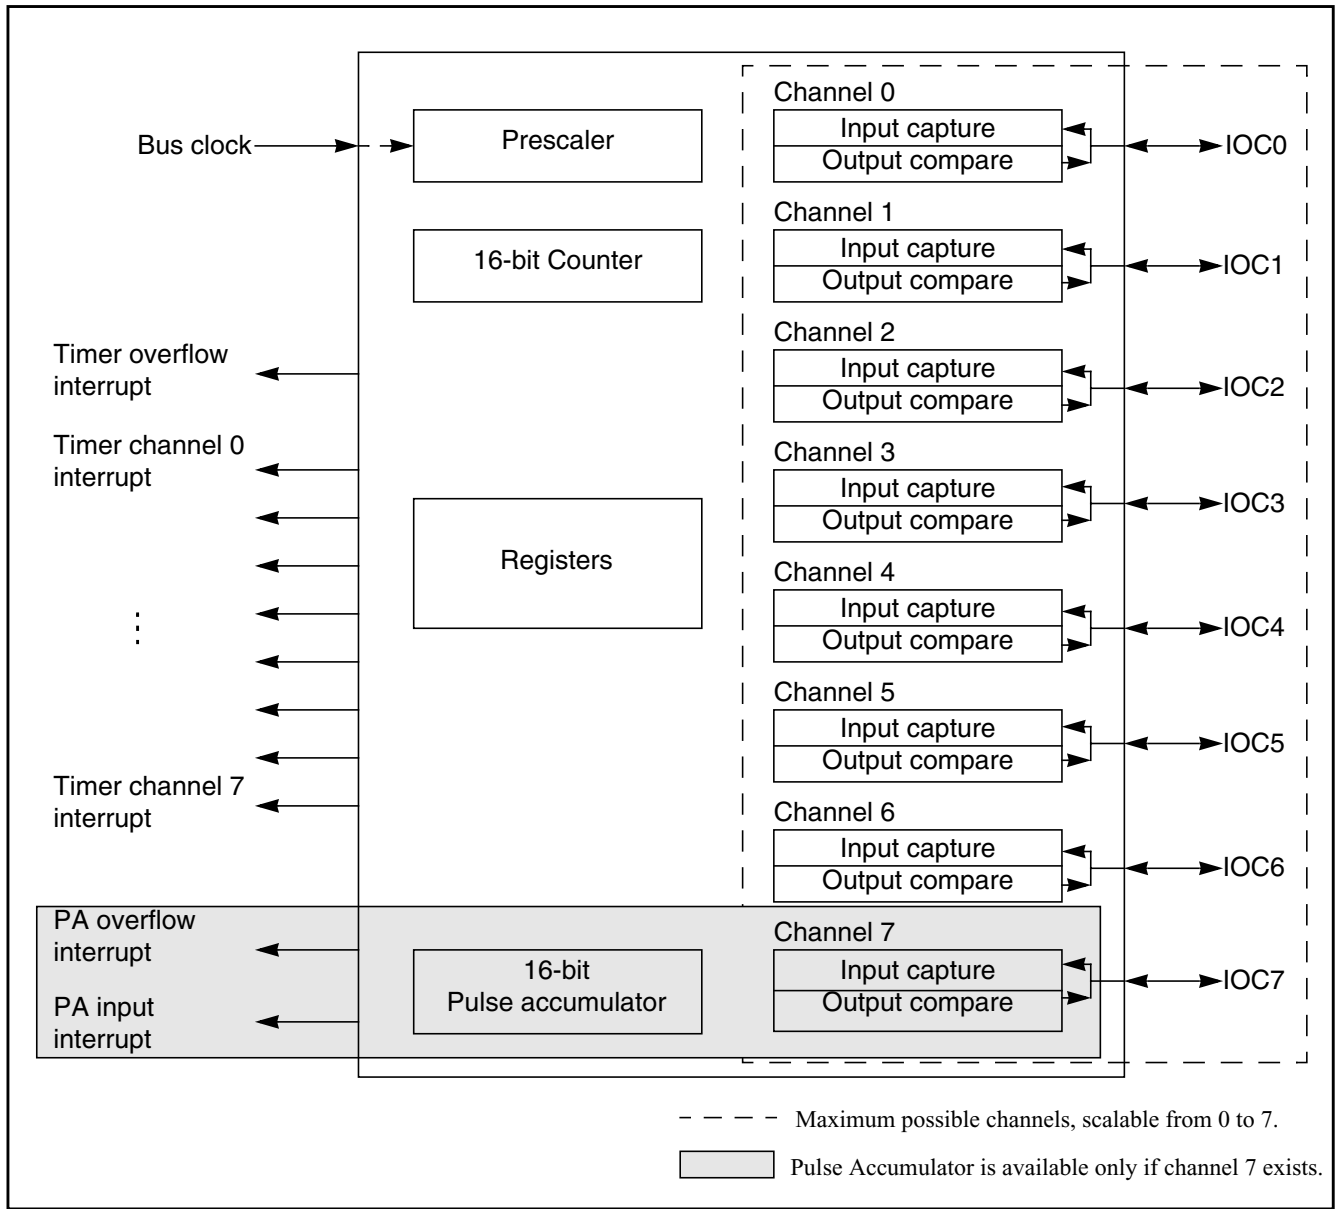 Bus clock
Prescaler
16-bit Counter
Timer overflow
interrupt
Timer channel 0
interrupt
Registers
Timer channel 7
interrupt
PA overflow
interrupt
PA input
interrupt
16-bit
Pulse accumulator
Channel 0
Input capture
Output compare
IOC0
Channel 1
Input capture
Output compare
IOC1
Channel 2
Input capture
Output compare
IOC2
Channel 3
Input capture
Output compare
IOC3
Channel 4
Input capture
Output compare
IOC4
Channel 5
Input capture
Output compare
IOC5
Channel 6
Input capture
Output compare
IOC6
Channel 7
Input capture
Output compare
IOC7
Maximum possible channels, scalable from 0 to 7.
Pulse Accumulator is available only if channel 7 exists.